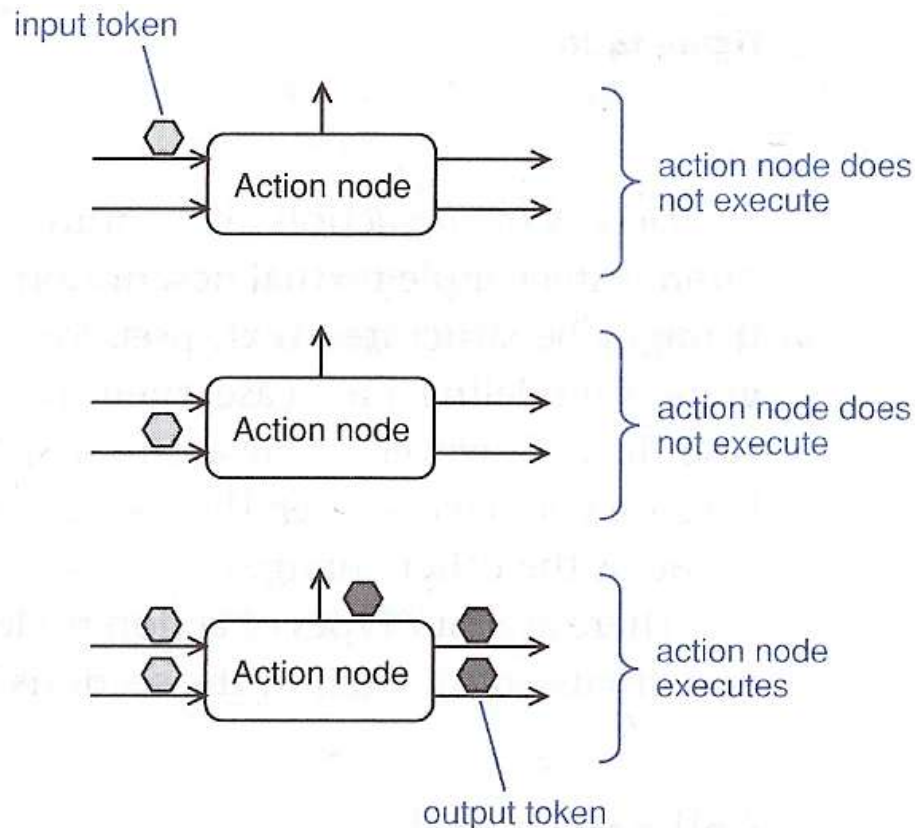 input token
Action node
action node does
not execute
Action node
action node does
not execute
Action node
action node
executes
output token